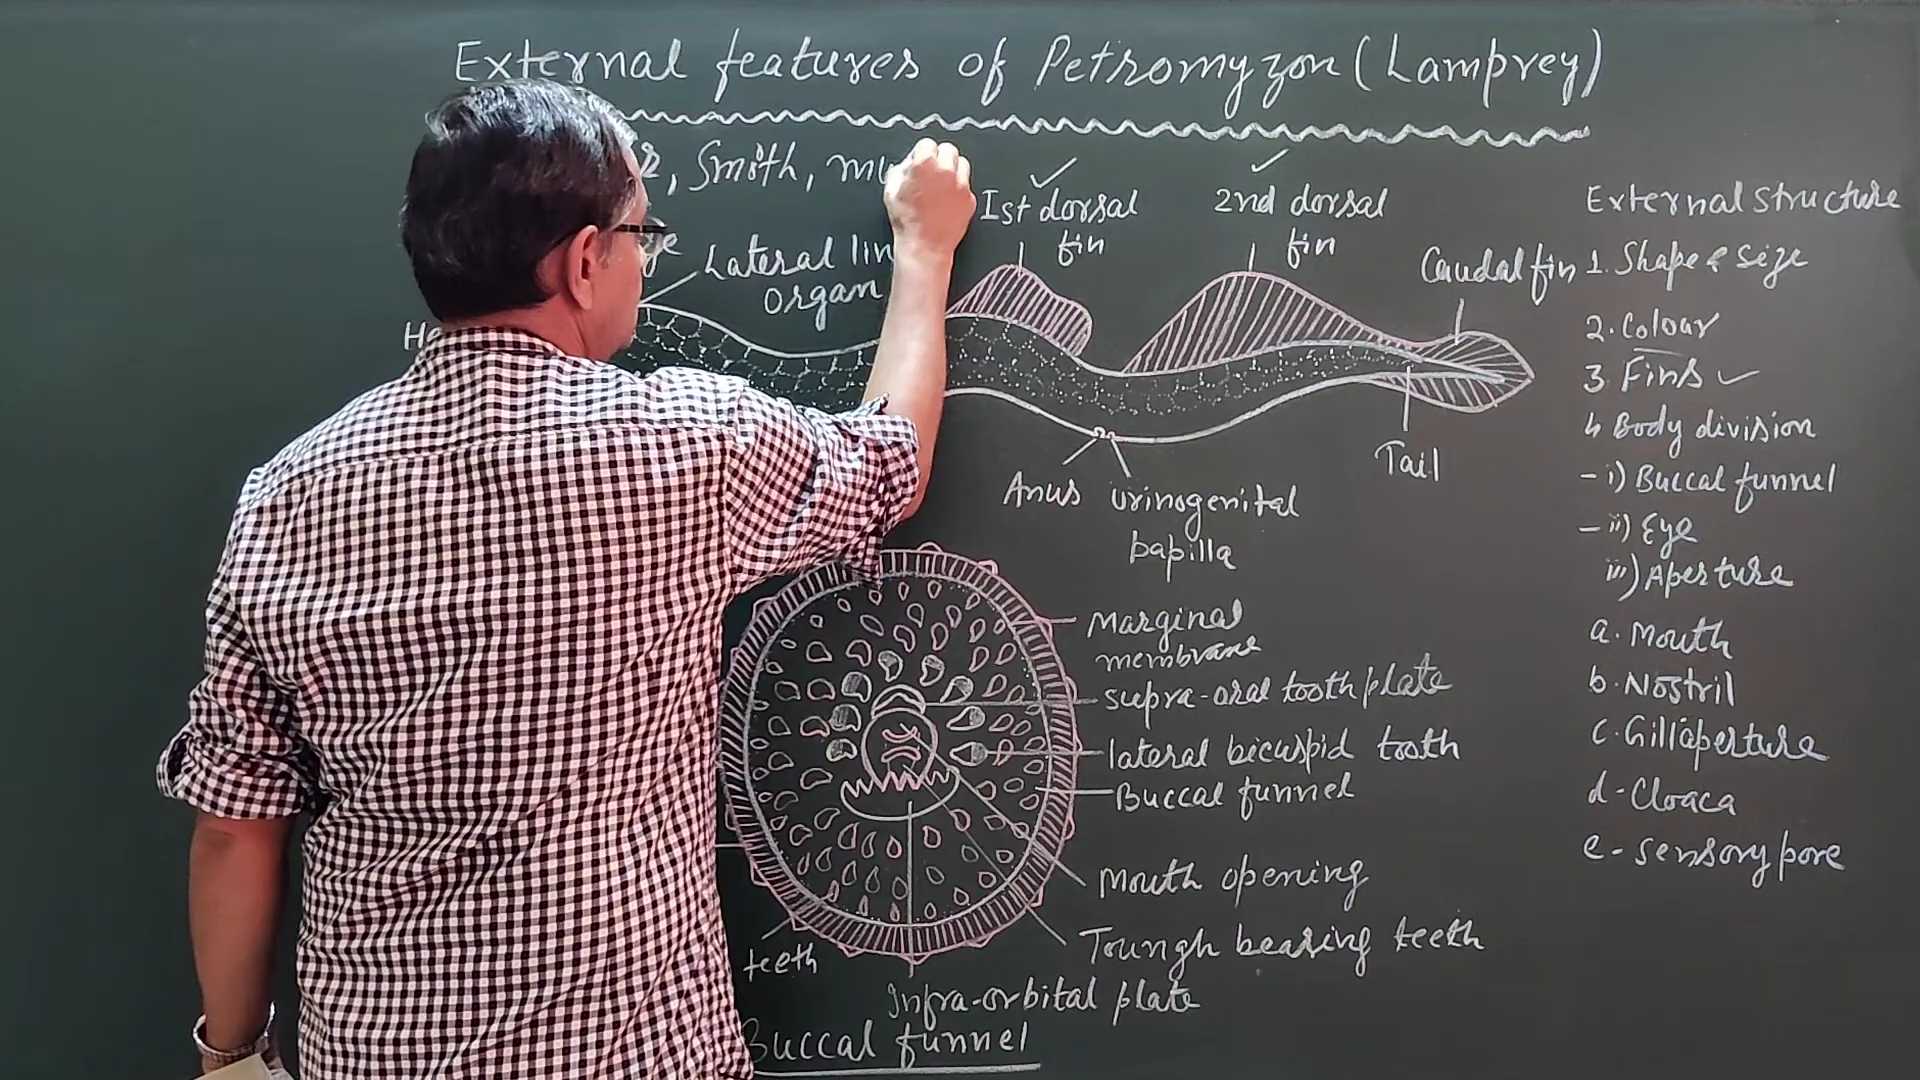 External features of Petromyzon (Lamprey)
Smith,
Ist dorsal
fin
2nd dorsal
fin
Lateral
organ
Caudal fin
Anus
urinogenital
papilla
Tail
Marginal
membrane
supra-oral tooth plate
lateral bicuspid tooth
Buccal funnel
Mouth opening
Toungh bearing teeth
teeth
Infra-orbital plate
Buccal funnel
External structure
1. Shape & size
2. Colour
3. Fins ✓
4 Body division
- i) Buccal funnel
- ii) Eye
iii) Aperture
a. Mouth
b. Nostril
c. Gill aperture
d - Cloaca
e - sensory pore